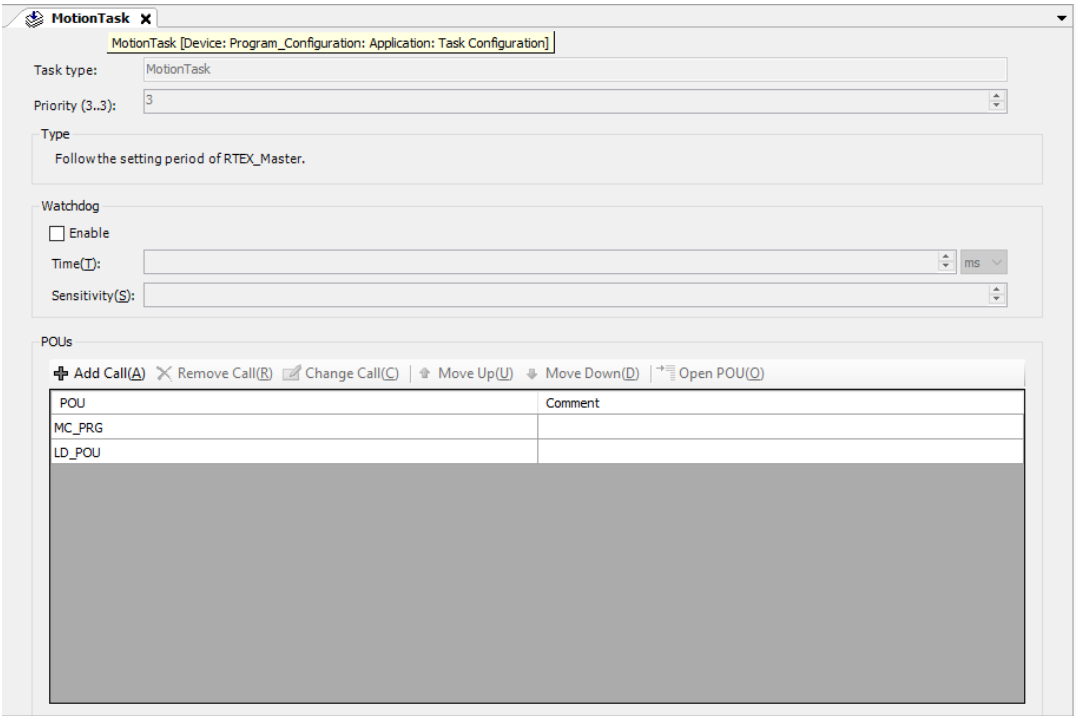 MotionTask
MotionTask [Device: Program_Configuration: Application: Task Configuration]
Task type: MotionTask
Priority (3..3): 3
Type
Follow the setting period of RTEX_Master.
Watchdog
Enable
Time(T): ms
Sensitivity(S):
POUs
Add Call(A) Remove Call(R) Change Call(C) Move Up(U) Move Down(D) Open POU(O)
POU Comment
MC_PRG
LD_POU